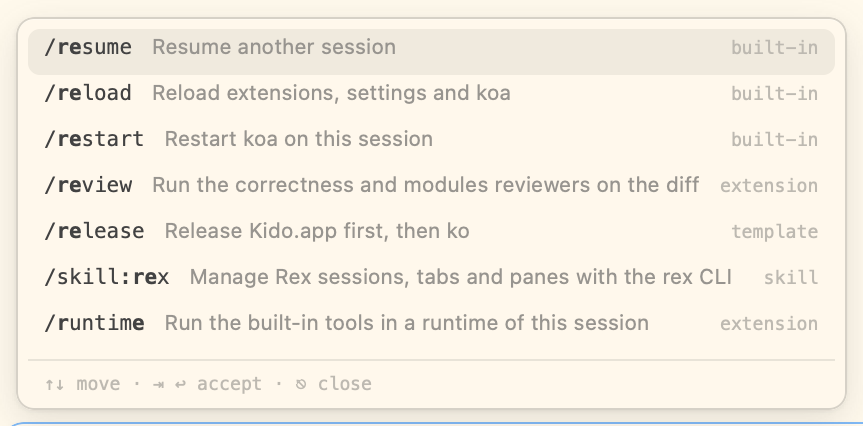 /resume Resume another session built-in
/reload Reload extensions, settings and koa built-in
/restart Restart koa on this session built-in
/review Run the correctness and modules reviewers on the diff extension
/release Release Kido.app first, then ko template
/skill:rex Manage Rex sessions, tabs and panes with the rex CLI skill
/runtime Run the built-in tools in a runtime of this session extension
↑↓ move · ⇥ ↩ accept · ⎋ close